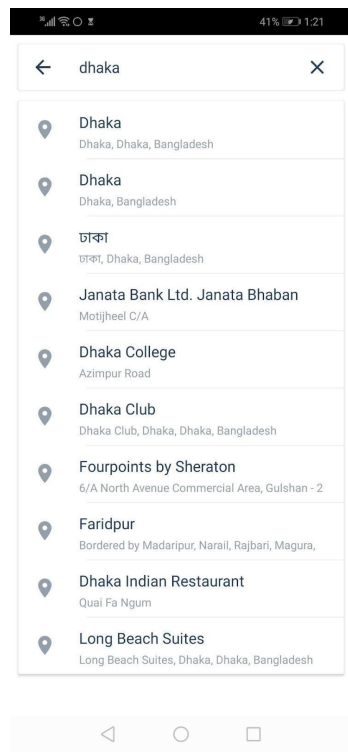 3G 41% 1:21
dhaka
Dhaka
Dhaka, Dhaka, Bangladesh
Dhaka
Dhaka, Bangladesh
ঢাকা
ঢাকা, Dhaka, Bangladesh
Janata Bank Ltd. Janata Bhaban
Motijheel C/A
Dhaka College
Azimpur Road
Dhaka Club
Dhaka Club, Dhaka, Dhaka, Bangladesh
Fourpoints by Sheraton
6/A North Avenue Commercial Area, Gulshan - 2
Faridpur
Bordered by Madaripur, Narail, Rajbari, Magura,
Dhaka Indian Restaurant
Quai Fa Ngum
Long Beach Suites
Long Beach Suites, Dhaka, Dhaka, Bangladesh